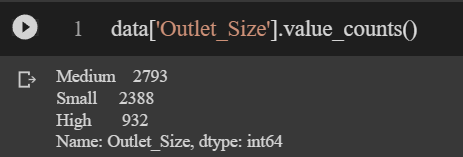 1 data['Outlet_Size'].value_counts()
Medium 2793
Small 2388
High 932
Name: Outlet_Size, dtype: int64